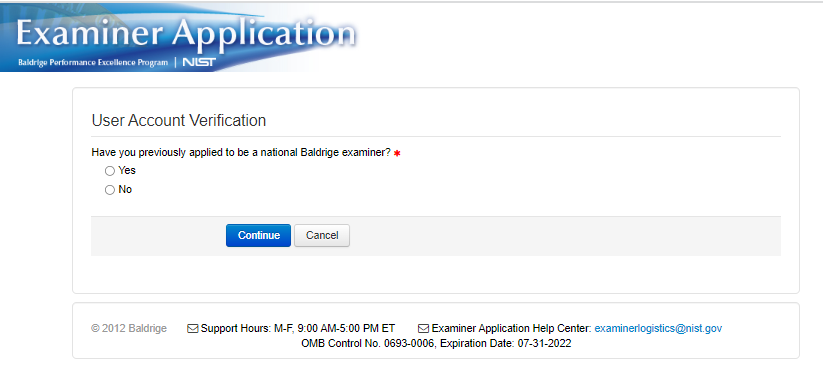 Examiner Application
Baldrige Performance Excellence Program | NIST
User Account Verification
Have you previously applied to be a national Baldrige examiner? *
Yes
No
Continue Cancel
© 2012 Baldrige Support Hours: M-F, 9:00 AM-5:00 PM ET Examiner Application Help Center: examinerlogistics@nist.gov
OMB Control No. 0693-0006, Expiration Date: 07-31-2022